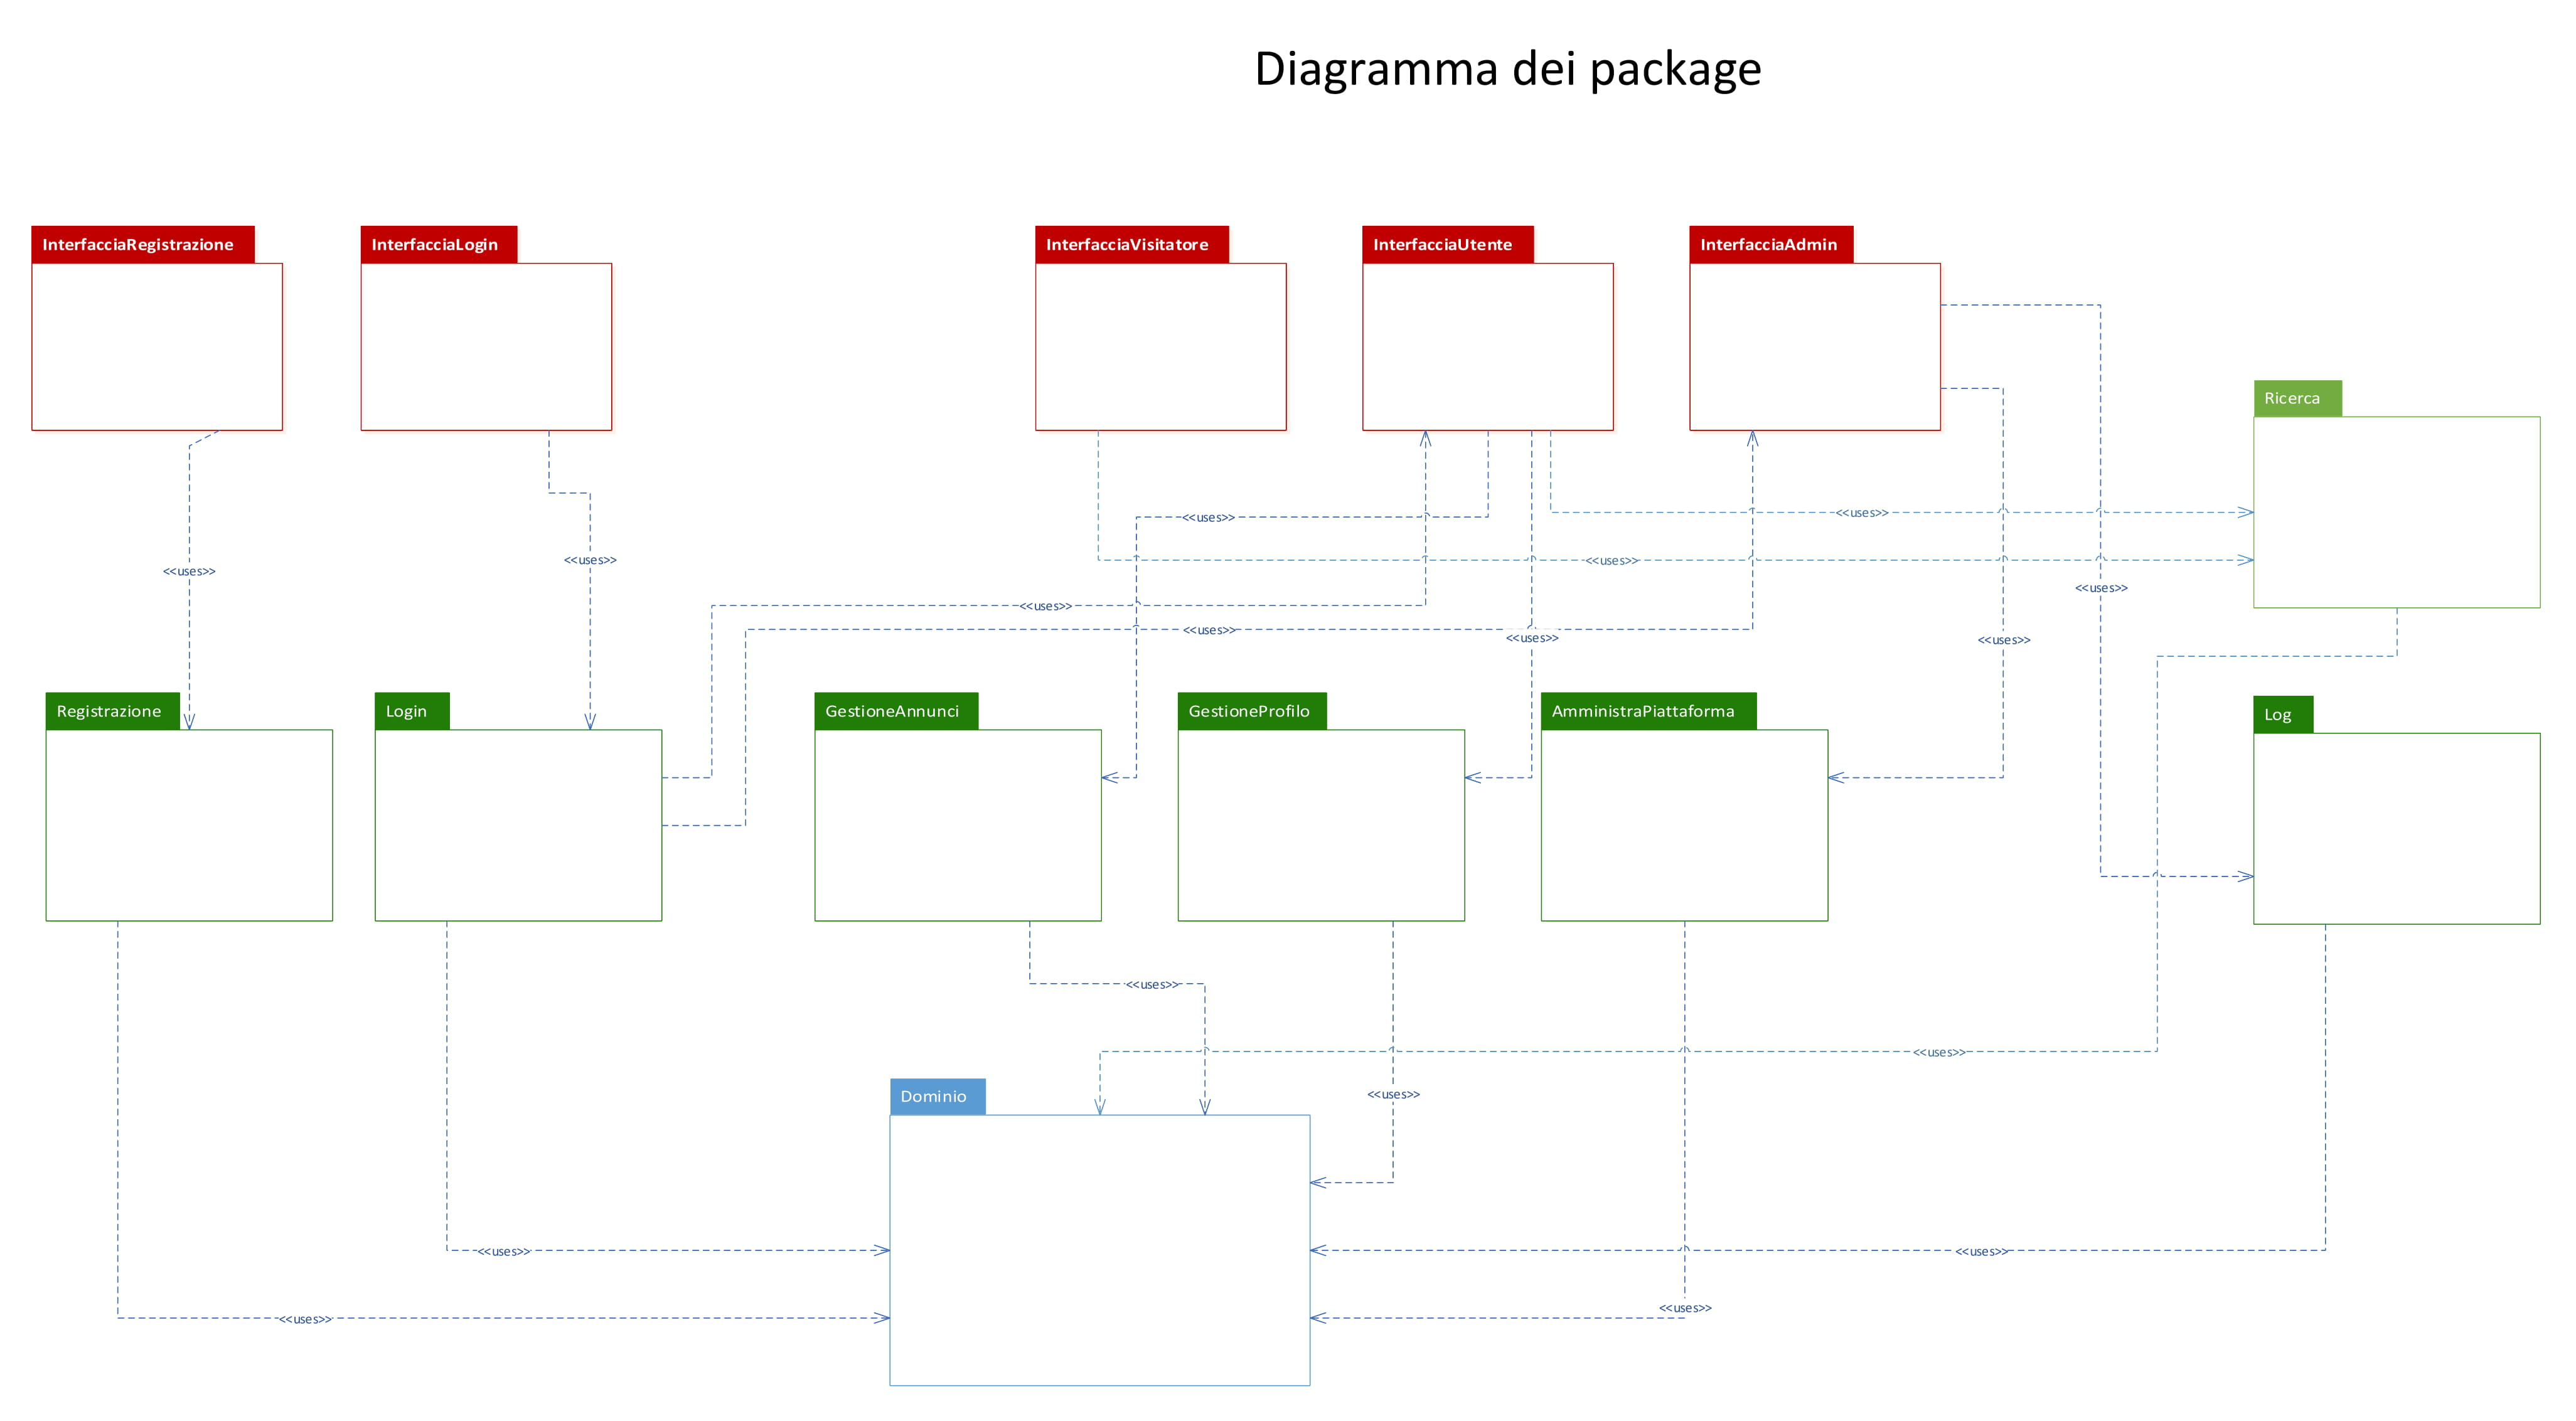 Diagramma dei package
InterfacciaRegistrazione
InterfacciaLogin
InterfacciaVisitatore
InterfacciaUtente
InterfacciaAdmin
Ricerca
<<uses>>
<<uses>>
<<uses>>
<<uses>>
<<uses>>
<<uses>>
<<uses>>
<<uses>>
<<uses>>
<<uses>>
<<uses>>
Registrazione
Login
GestioneAnnunci
GestioneProfilo
AmministraPiattaforma
Log
<<uses>>
<<uses>>
Dominio
<<uses>>
<<uses>>
<<uses>>
<<uses>>
<<uses>>